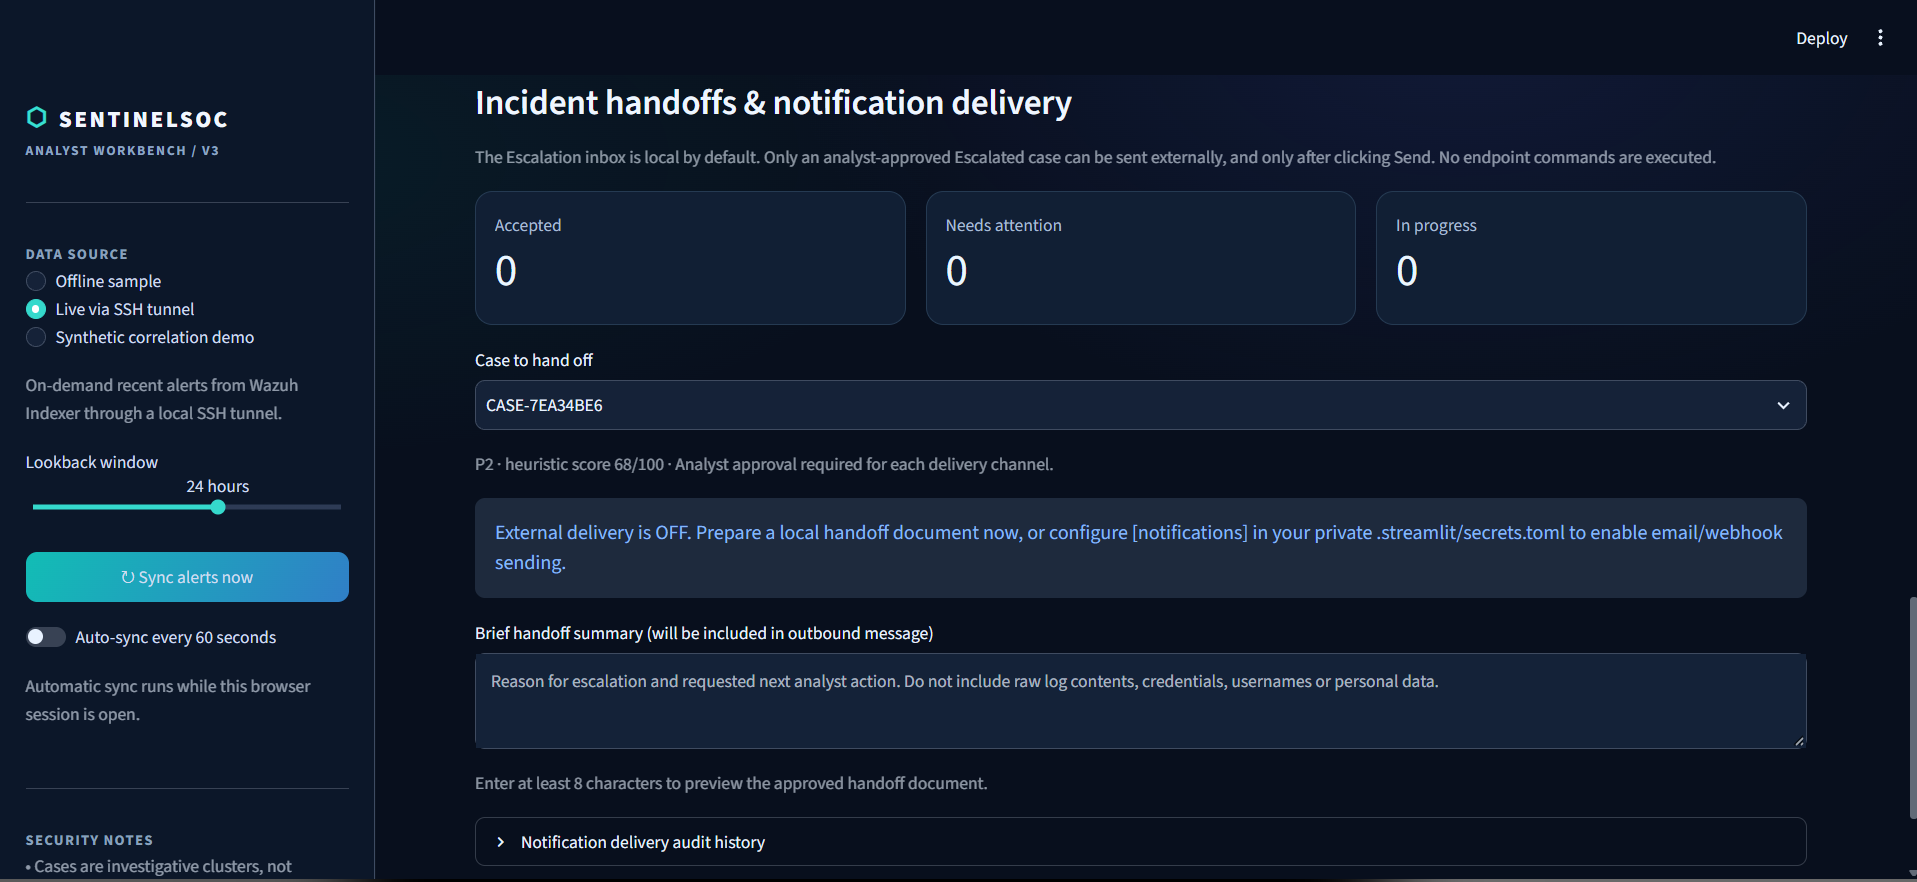 Deploy
SENTINELSOC
ANALYST WORKBENCH / V3
DATA SOURCE
Offline sample
Live via SSH tunnel
Synthetic correlation demo
On-demand recent alerts from Wazuh
Indexer through a local SSH tunnel.
Lookback window
24 hours
↻ Sync alerts now
Auto-sync every 60 seconds
Automatic sync runs while this browser
session is open.
SECURITY NOTES
• Cases are investigative clusters, not
Incident handoffs & notification delivery
The Escalation inbox is local by default. Only an analyst-approved Escalated case can be sent externally, and only after clicking Send. No endpoint commands are executed.
Accepted
0
Needs attention
0
In progress
0
Case to hand off
CASE-7EA34BE6
P2 · heuristic score 68/100 · Analyst approval required for each delivery channel.
External delivery is OFF. Prepare a local handoff document now, or configure [notifications] in your private .streamlit/secrets.toml to enable email/webhook
sending.
Brief handoff summary (will be included in outbound message)
Reason for escalation and requested next analyst action. Do not include raw log contents, credentials, usernames or personal data.
Enter at least 8 characters to preview the approved handoff document.
Notification delivery audit history